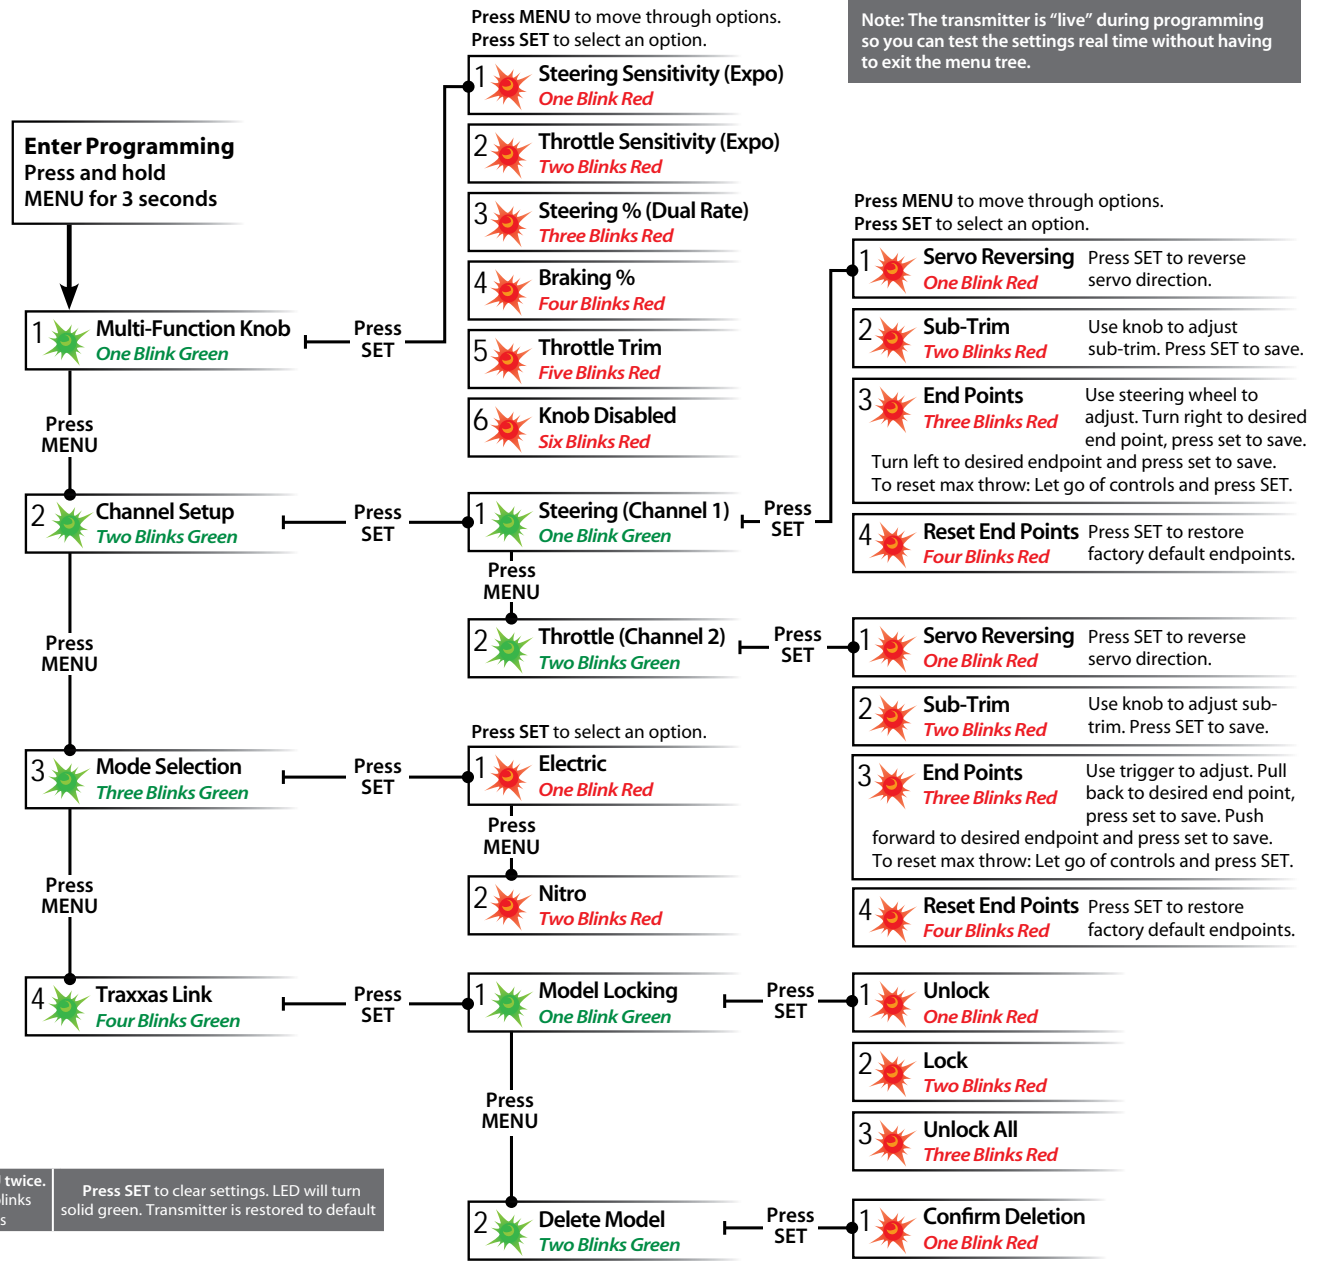 Press MENU to move through options.
Press SET to select an option.
Note: The transmitter is “live” during programming
so you can test the settings real time without having
to exit the menu tree.
Enter Programming
Press and hold
MENU for 3 seconds
1 Multi-Function Knob
One Blink Green
Press
SET
1 Steering Sensitivity (Expo)
One Blink Red
2 Throttle Sensitivity (Expo)
Two Blinks Red
3 Steering % (Dual Rate)
Three Blinks Red
4 Braking %
Four Blinks Red
5 Throttle Trim
Five Blinks Red
6 Knob Disabled
Six Blinks Red
Press
MENU
2 Channel Setup
Two Blinks Green
Press
SET
1 Steering (Channel 1)
One Blink Green
Press
SET
Press MENU to move through options.
Press SET to select an option.
1 Servo Reversing Press SET to reverse
One Blink Red servo direction.
2 Sub-Trim Use knob to adjust
Two Blinks Red sub-trim. Press SET to save.
3 End Points Use steering wheel to
Three Blinks Red adjust. Turn right to desired
end point, press set to save.
Turn left to desired endpoint and press set to save.
To reset max throw: Let go of controls and press SET.
4 Reset End Points Press SET to restore
Four Blinks Red factory default endpoints.
Press
MENU
2 Throttle (Channel 2)
Two Blinks Green
Press
SET
1 Servo Reversing Press SET to reverse
One Blink Red servo direction.
2 Sub-Trim Use knob to adjust sub-
Two Blinks Red trim. Press SET to save.
3 End Points Use trigger to adjust. Pull
Three Blinks Red back to desired end point,
press set to save. Push
forward to desired endpoint and press set to save.
To reset max throw: Let go of controls and press SET.
4 Reset End Points Press SET to restore
Four Blinks Red factory default endpoints.
Press
MENU
3 Mode Selection
Three Blinks Green
Press
SET
Press SET to select an option.
1 Electric
One Blink Red
Press
MENU
2 Nitro
Two Blinks Red
Press
MENU
4 Traxxas Link
Four Blinks Green
Press
SET
1 Model Locking
One Blink Green
Press
SET
1 Unlock
One Blink Red
2 Lock
Two Blinks Red
3 Unlock All
Three Blinks Red
Press
MENU
2 Delete Model
Two Blinks Green
Press
SET
1 Confirm Deletion
One Blink Red
twice.
Press SET to clear settings. LED will turn
solid green. Transmitter is restored to default